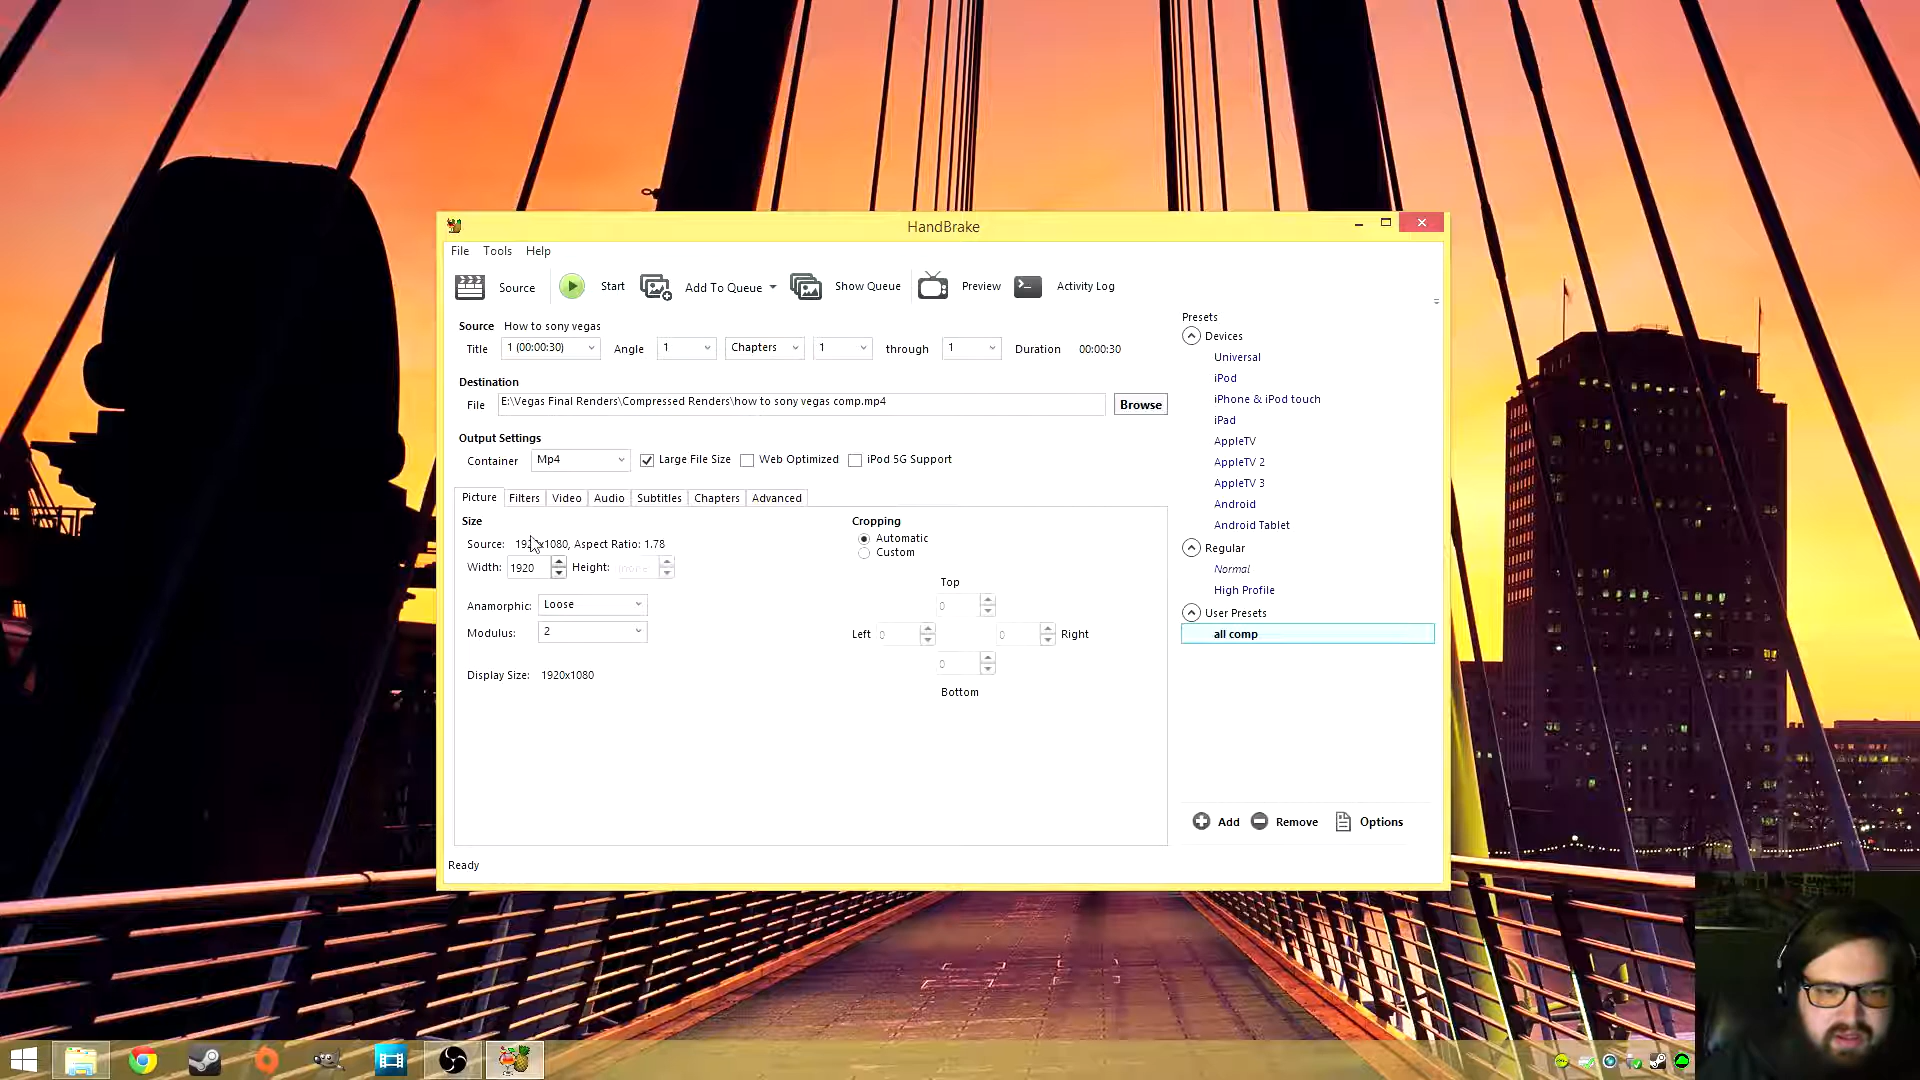 HandBrake
File Tools Help
Source Start Add To Queue Show Queue Preview Activity Log
Source How to sony vegas
Title 1 (00:00:30) Angle 1 Chapters 1 through 1 Duration 00:00:30
Destination
File E:\Vegas Final Renders\Compressed Renders\how to sony vegas comp.mp4 Browse
Output Settings
Container Mp4 Large File Size Web Optimized iPod 5G Support
Picture Filters Video Audio Subtitles Chapters Advanced
Size
Source: 1920x1080, Aspect Ratio: 1.78
Width: 1920 Height:
Anamorphic: Loose
Modulus: 2
Display Size: 1920x1080
Cropping
Automatic
Custom
Top
0
Left 0 0 Right
0
Bottom
Presets
Devices
Universal
iPod
iPhone & iPod touch
iPad
AppleTV
AppleTV 2
AppleTV 3
Android
Android Tablet
Regular
Normal
High Profile
User Presets
all comp
Add Remove Options
Ready